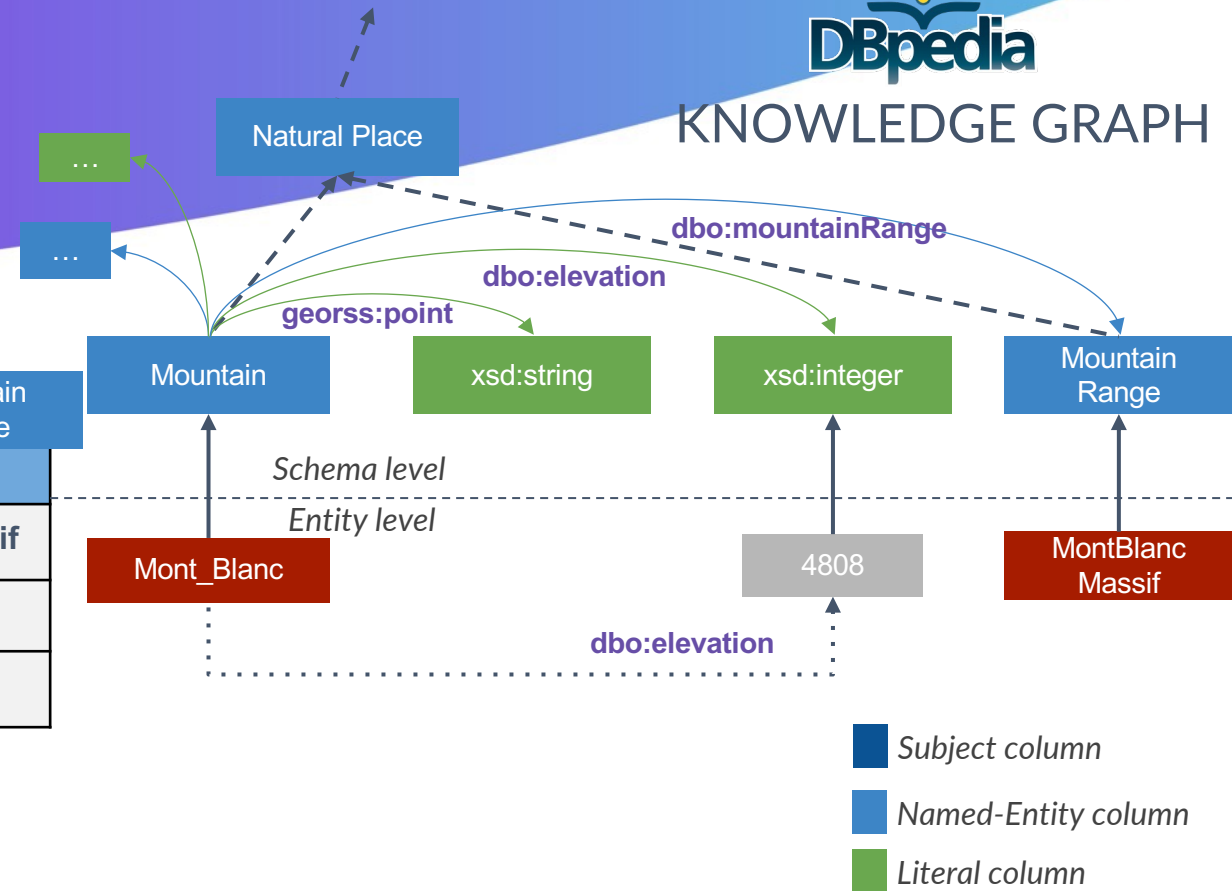 DBpedia
KNOWLEDGE GRAPH
Natural Place
...
...
dbo:mountainRange
dbo:elevation
georss:point
Mountain
xsd:string
xsd:integer
Mountain
Range
Schema level
Entity level
Mont_Blanc
4808
MontBlanc
Massif
dbo:elevation
Subject column
Named-Entity column
Literal column